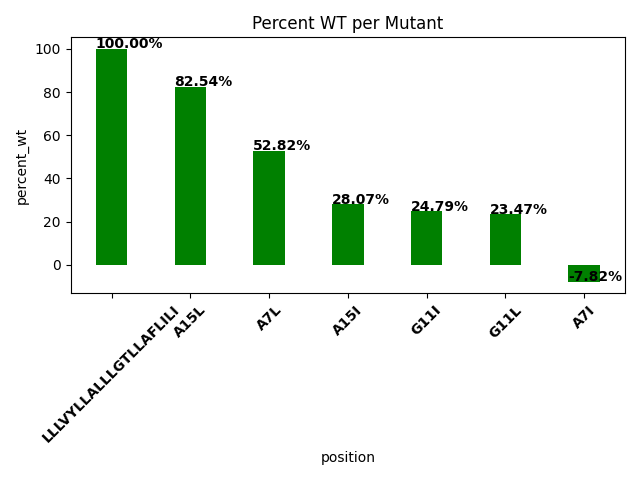 Percent WT per Mutant
percent_wt
100
80
60
40
20
0
100.00%
82.54%
52.82%
28.07%
24.79%
23.47%
-7.82%
LLLVYLLALLLGTLLAFLILI
A15L
A7L
A15I
G11I
G11L
A7I
position